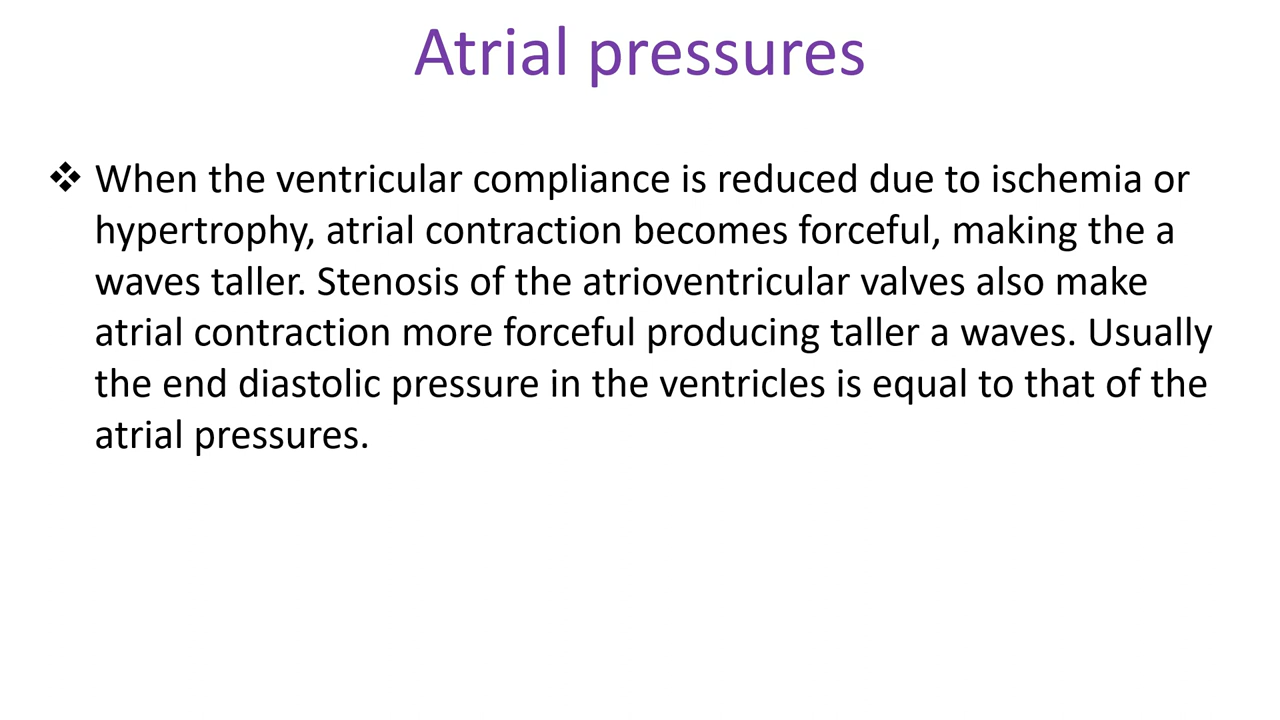 Atrial pressures
❖ When the ventricular compliance is reduced due to ischemia or
hypertrophy, atrial contraction becomes forceful, making the a
waves taller. Stenosis of the atrioventricular valves also make
atrial contraction more forceful producing taller a waves. Usually
the end diastolic pressure in the ventricles is equal to that of the
atrial pressures.